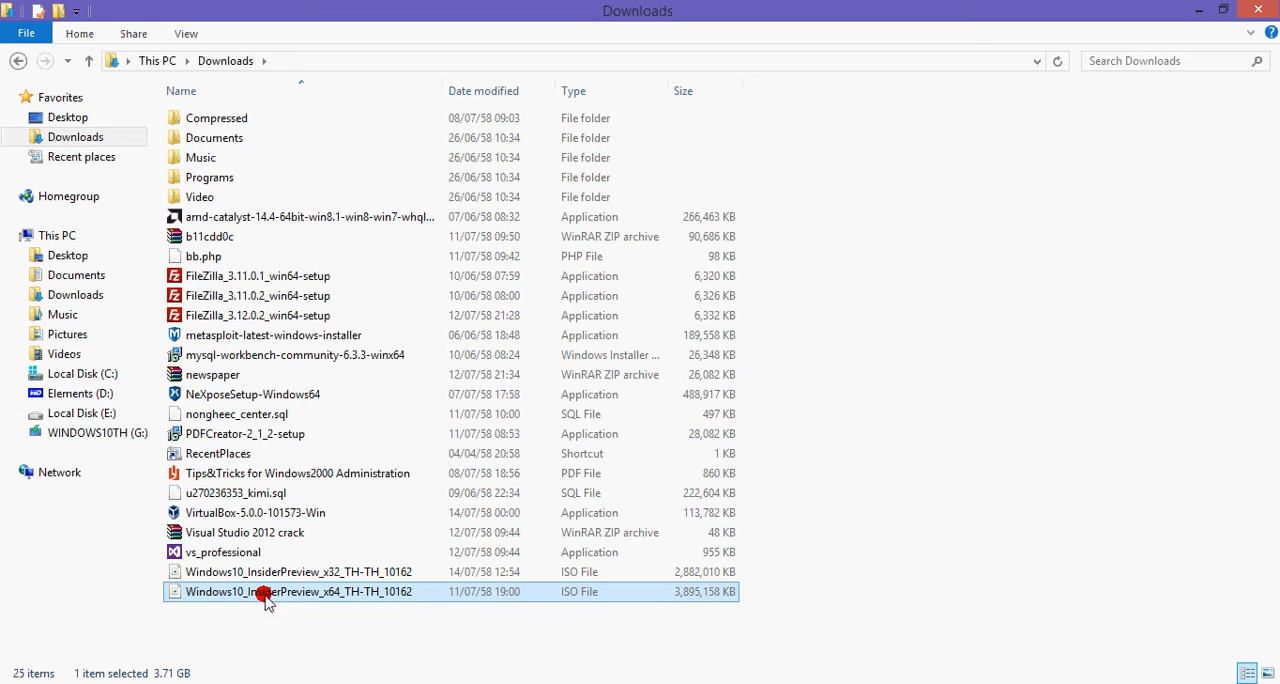 Downloads
File Home Share View
This PC Downloads Search Downloads
Name Date modified Type Size
Favorites
Desktop
Downloads
Recent places
Homegroup
This PC
Desktop
Documents
Downloads
Music
Pictures
Videos
Local Disk (C:)
Elements (D:)
Local Disk (E:)
WINDOWS10TH (G:)
Network
Compressed 08/07/58 09:03 File folder
Documents 26/06/58 10:34 File folder
Music 26/06/58 10:34 File folder
Programs 26/06/58 10:34 File folder
Video 26/06/58 10:34 File folder
amd-catalyst-14.4-64bit-win8.1-win8-win7-whql... 07/06/58 08:32 Application 266,463 KB
b11cdd0c 11/07/58 09:50 WinRAR ZIP archive 90,686 KB
bb.php 11/07/58 09:42 PHP File 98 KB
FileZilla_3.11.0.1_win64-setup 10/06/58 07:59 Application 6,320 KB
FileZilla_3.11.0.2_win64-setup 10/06/58 08:00 Application 6,326 KB
FileZilla_3.12.0.2_win64-setup 12/07/58 21:28 Application 6,332 KB
metasploit-latest-windows-installer 06/06/58 18:48 Application 189,558 KB
mysql-workbench-community-6.3.3-winx64 10/06/58 08:24 Windows Installer ... 26,348 KB
newspaper 12/07/58 21:34 WinRAR ZIP archive 26,082 KB
NeXposeSetup-Windows64 07/07/58 17:58 Application 488,917 KB
nongheec_center.sql 11/07/58 10:00 SQL File 497 KB
PDFCreator-2_1_2-setup 11/07/58 08:53 Application 28,082 KB
RecentPlaces 04/04/58 20:58 Shortcut 1 KB
Tips&Tricks for Windows2000 Administration 08/07/58 18:56 PDF File 860 KB
u270236353_kimi.sql 09/06/58 22:34 SQL File 222,604 KB
VirtualBox-5.0.0-101573-Win 14/07/58 00:00 Application 113,782 KB
Visual Studio 2012 crack 12/07/58 09:44 WinRAR ZIP archive 48 KB
vs_professional 12/07/58 09:44 Application 955 KB
Windows10_InsiderPreview_x32_TH-TH_10162 14/07/58 12:54 ISO File 2,882,010 KB
Windows10_InsiderPreview_x64_TH-TH_10162 11/07/58 19:00 ISO File 3,895,158 KB
25 items 1 item selected 3.71 GB